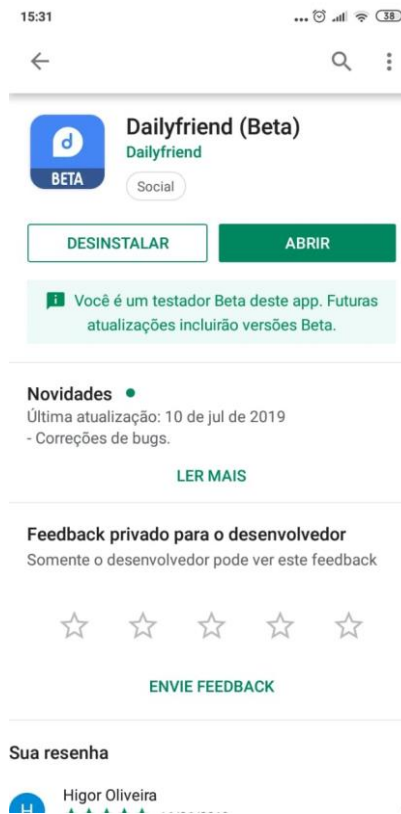 15:31
... 38
Dailyfriend (Beta)
d
BETA
Dailyfriend
Social
DESINSTALAR
ABRIR
Você é um testador Beta deste app. Futuras
atualizações incluirão versões Beta.
Novidades
Última atualização: 10 de jul de 2019
- Correções de bugs.
LER MAIS
Feedback privado para o desenvolvedor
Somente o desenvolvedor pode ver este feedback
ENVIE FEEDBACK
Sua resenha
Higor Oliveira
H